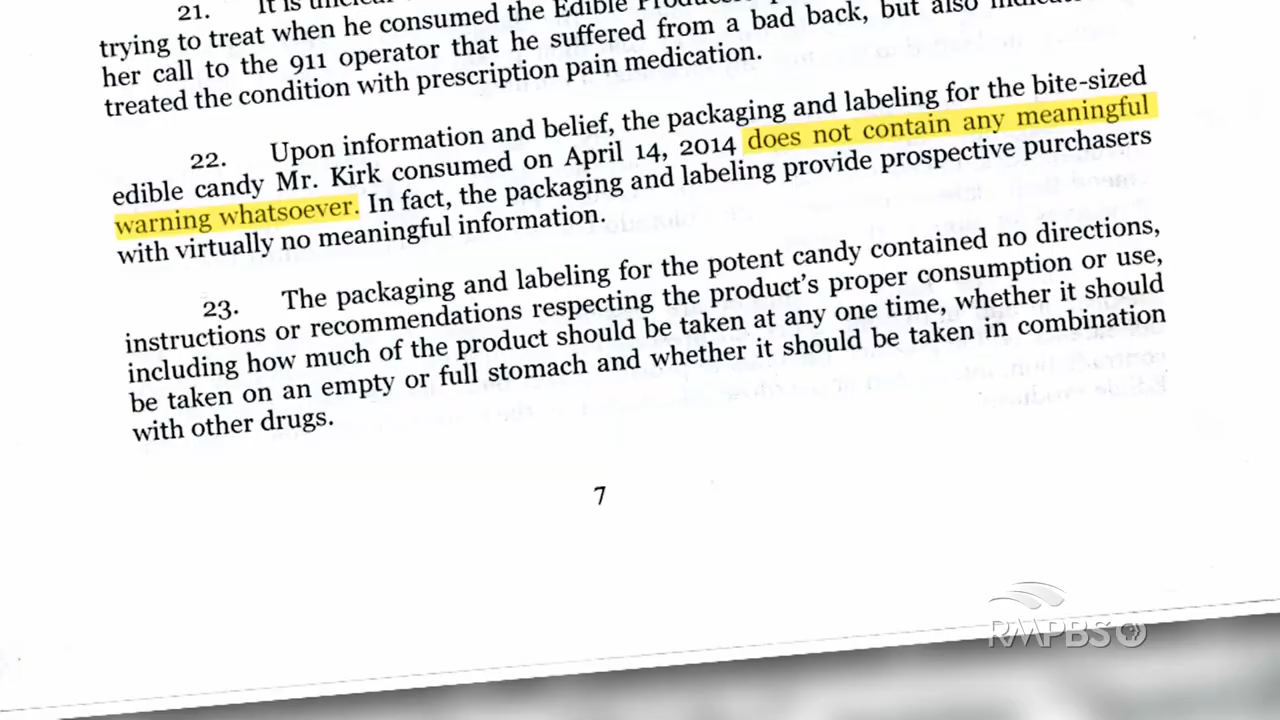 21. It is
trying to treat when he consumed the Edible
her call to the 911 operator that he suffered from a bad back, but also
treated the condition with prescription pain medication.
22. Upon information and belief, the packaging and labeling for the bite-sized
edible candy Mr. Kirk consumed on April 14, 2014 does not contain any meaningful
warning whatsoever. In fact, the packaging and labeling provide prospective purchasers
with virtually no meaningful information.
23. The packaging and labeling for the potent candy contained no directions,
instructions or recommendations respecting the product's proper consumption or use,
including how much of the product should be taken at any one time, whether it should
be taken on an empty or full stomach and whether it should be taken in combination
with other drugs.
7
RMPBS